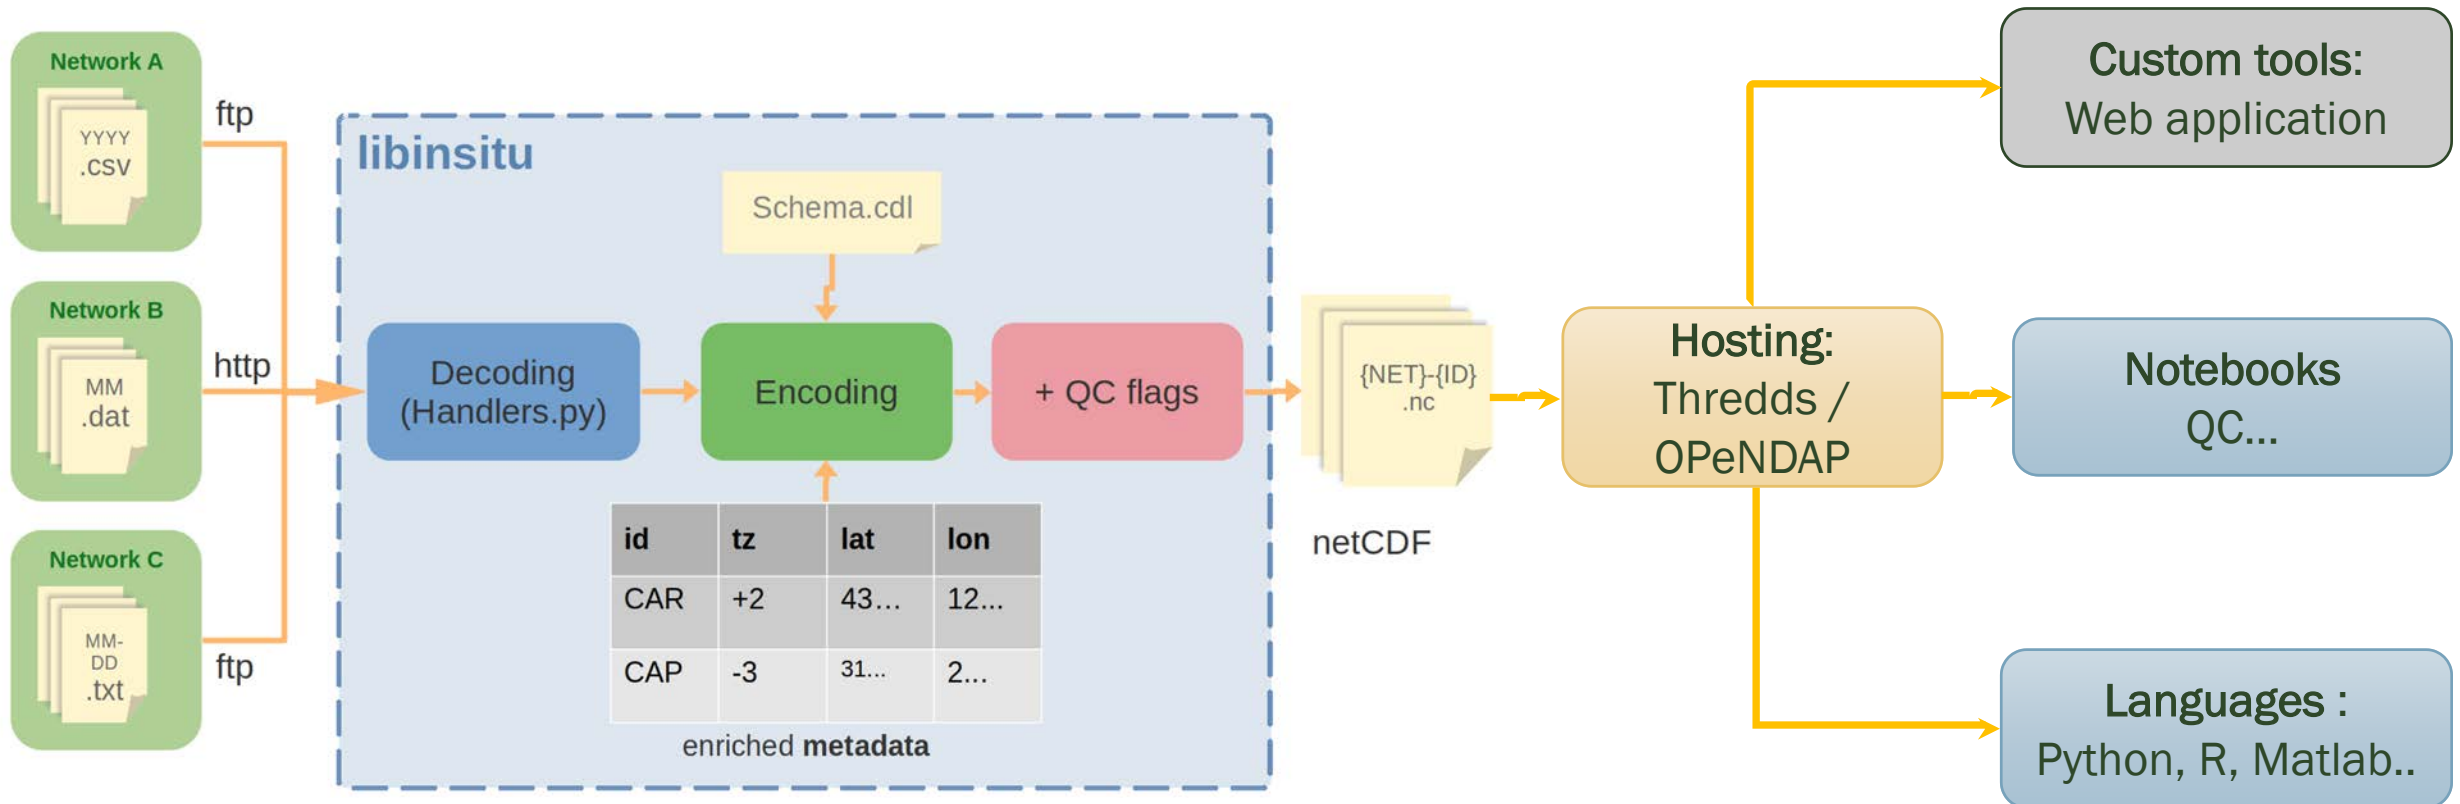 Network A
YYYY
.csv
ftp
Network B
MM
.dat
http
Network C
MM-
DD
.txt
ftp
libinsitu
Schema.cdl
Decoding
(Handlers.py)
Encoding
+ QC flags
id tz lat lon
CAR +2 43... 12...
CAP -3 31... 2...
enriched metadata
{NET}-{ID}
.nc
netCDF
Hosting:
Thredds /
OPeNDAP
Custom tools:
Web application
Notebooks
QC...
Languages :
Python, R, Matlab..